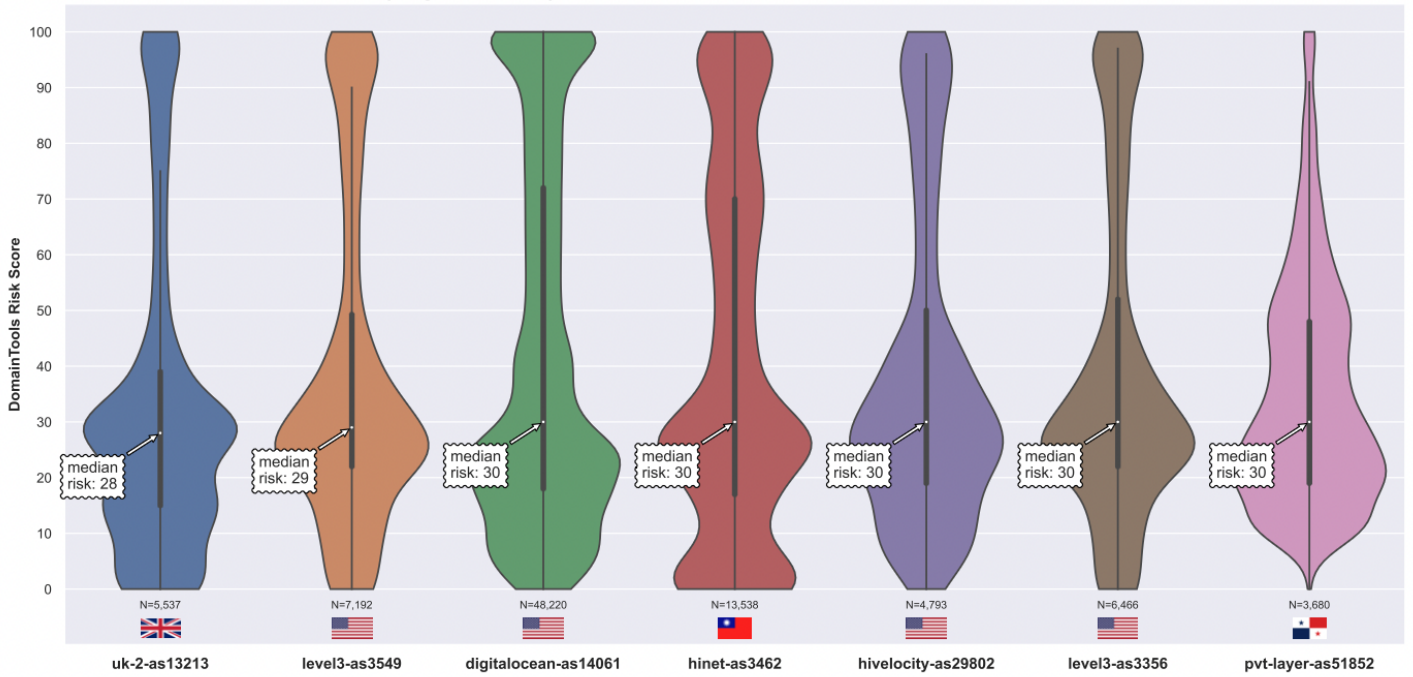 100
90
80
70
60
50
40
30
20
10
0
DomainTools Risk Score
median
risk: 28
median
risk: 29
median
risk: 30
median
risk: 30
median
risk: 30
median
risk: 30
median
risk: 30
N=5,537
N=7,192
N=48,220
N=13,538
N=4,793
N=6,466
N=3,680
uk-2-as13213
level3-as3549
digitalocean-as14061
hinet-as3462
hivelocity-as29802
level3-as3356
pvt-layer-as51852